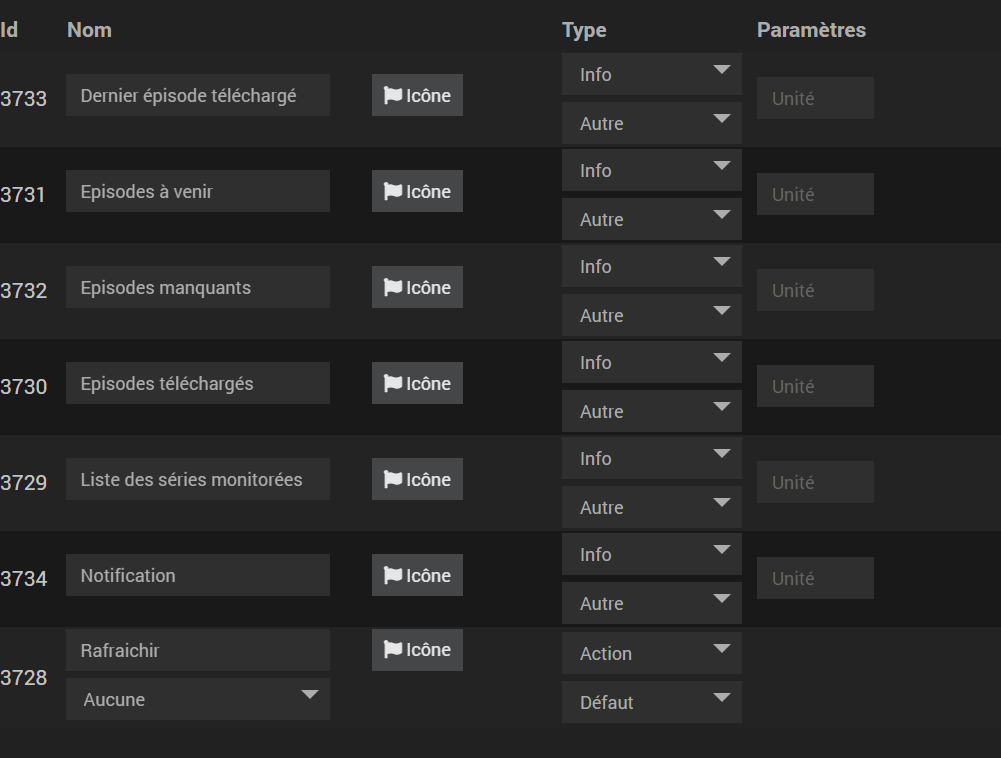 Id Nom Type Paramètres
Info
3733 Dernier épisode téléchargé Icône Unité
Autre
Info
3731 Episodes à venir Icône Unité
Autre
Info
3732 Episodes manquants Icône Unité
Autre
Info
3730 Episodes téléchargés Icône Unité
Autre
Info
3729 Liste des séries monitorées Icône Unité
Autre
Info
3734 Notification Icône Unité
Autre
Rafraichir Icône Action
3728
Aucune Défaut